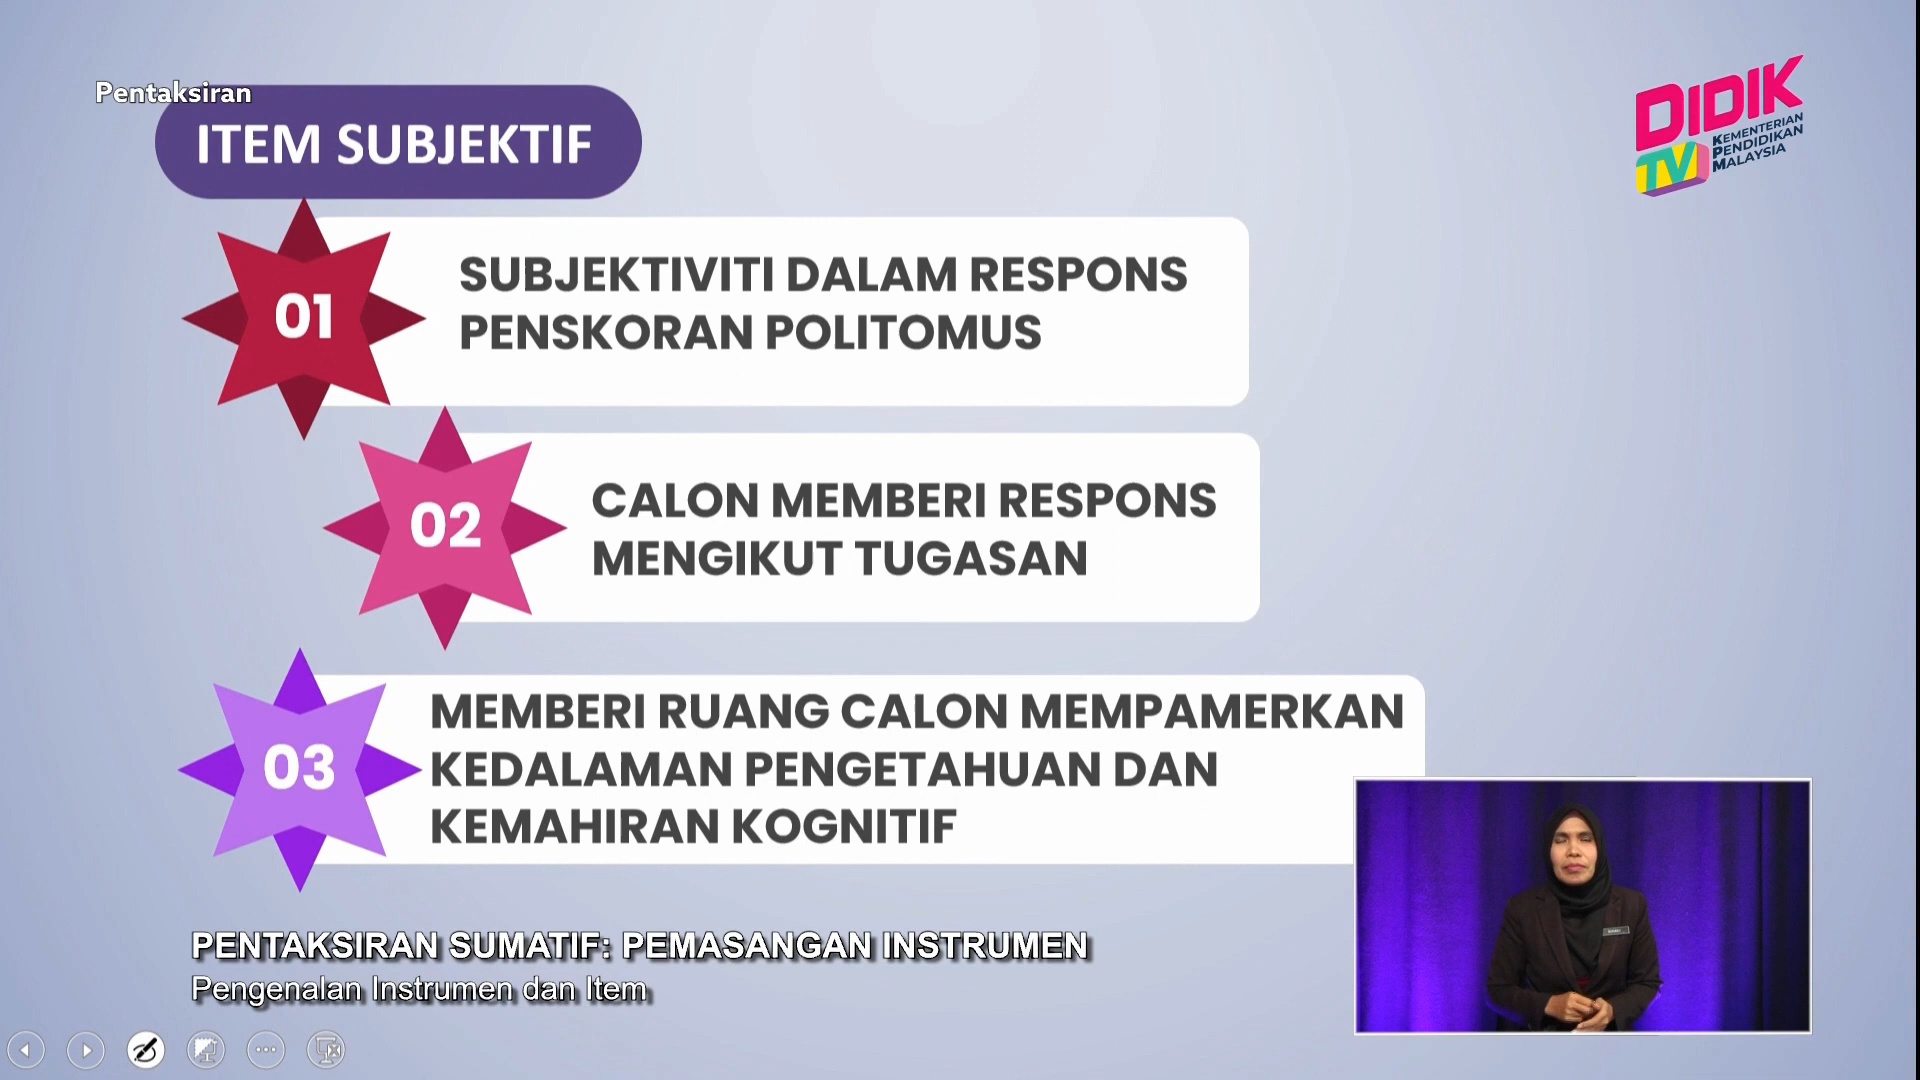 Pentaksiran
ITEM SUBJEKTIF
DIDIK
TV
KEMENTERIAN
PENDIDIKAN
MALAYSIA
01
SUBJEKTIVITI DALAM RESPONS
PENSKORAN POLITOMUS
02
CALON MEMBERI RESPONS
MENGIKUT TUGASAN
03
MEMBERI RUANG CALON MEMPAMERKAN
KEDALAMAN PENGETAHUAN DAN
KEMAHIRAN KOGNITIF
PENTAKSIRAN SUMATIF: PEMASANGAN INSTRUMEN
Pengenalan Instrumen dan Item